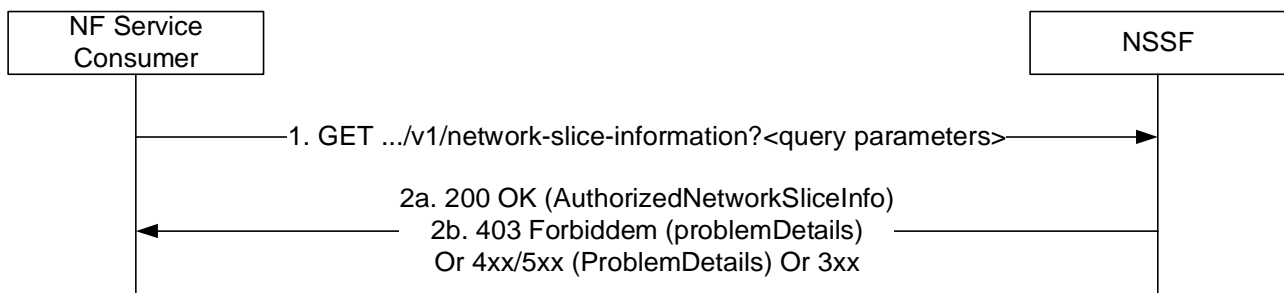 NF Service
Consumer
NSSF
1. GET .../v1/network-slice-information?<query parameters>
2a. 200 OK (AuthorizedNetworkSliceInfo)
2b. 403 Forbiddem (problemDetails)
Or 4xx/5xx (ProblemDetails) Or 3xx